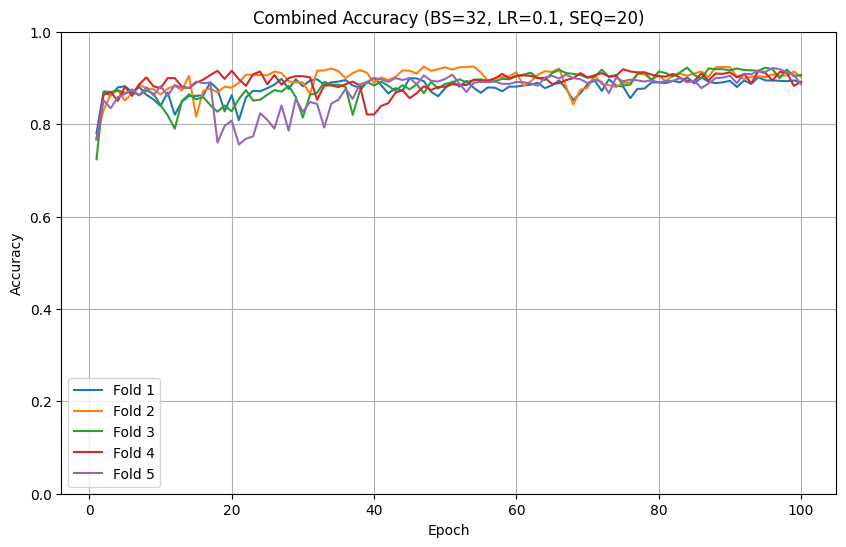 Combined Accuracy (BS=32, LR=0.1, SEQ=20)
1.0
0.8
0.6
0.4
0.2
0.0
Accuracy
Fold 1
Fold 2
Fold 3
Fold 4
Fold 5
0 20 40 60 80 100
Epoch